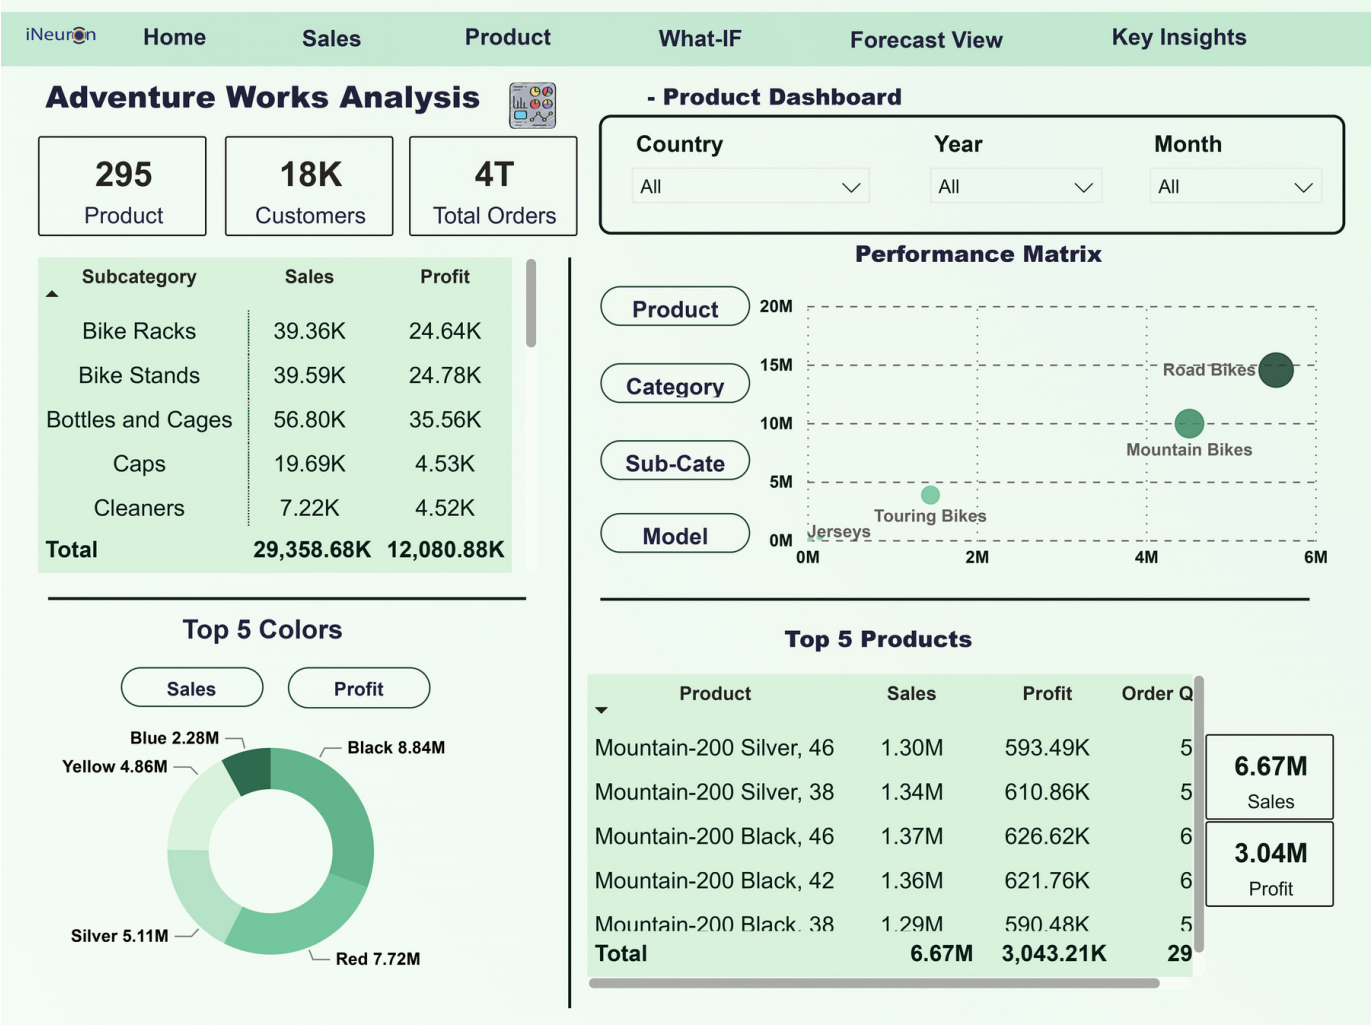 iNeuron
Home
Sales
Product
What-IF
Forecast View
Key Insights
Adventure Works Analysis
- Product Dashboard
295
Product
18K
Customers
4T
Total Orders
Country
Year
Month
All
All
All
Subcategory Sales Profit
Bike Racks 39.36K 24.64K
Bike Stands 39.59K 24.78K
Bottles and Cages 56.80K 35.56K
Caps 19.69K 4.53K
Cleaners 7.22K 4.52K
Total 29,358.68K 12,080.88K
Performance Matrix
Product
Category
Sub-Cate
Model
20M
15M
10M
5M
0M
Road Bikes
Mountain Bikes
Touring Bikes
Jerseys
0M 2M 4M 6M
Top 5 Colors
Sales
Profit
Blue 2.28M
Black 8.84M
Yellow 4.86M
Silver 5.11M
Red 7.72M
Top 5 Products
Product Sales Profit Order Q
Mountain-200 Silver, 46 1.30M 593.49K 5
Mountain-200 Silver, 38 1.34M 610.86K 5
Mountain-200 Black, 46 1.37M 626.62K 6
Mountain-200 Black, 42 1.36M 621.76K 6
Mountain-200 Black, 38 1.29M 590.48K 5
Total 6.67M 3,043.21K 29
6.67M
Sales
3.04M
Profit